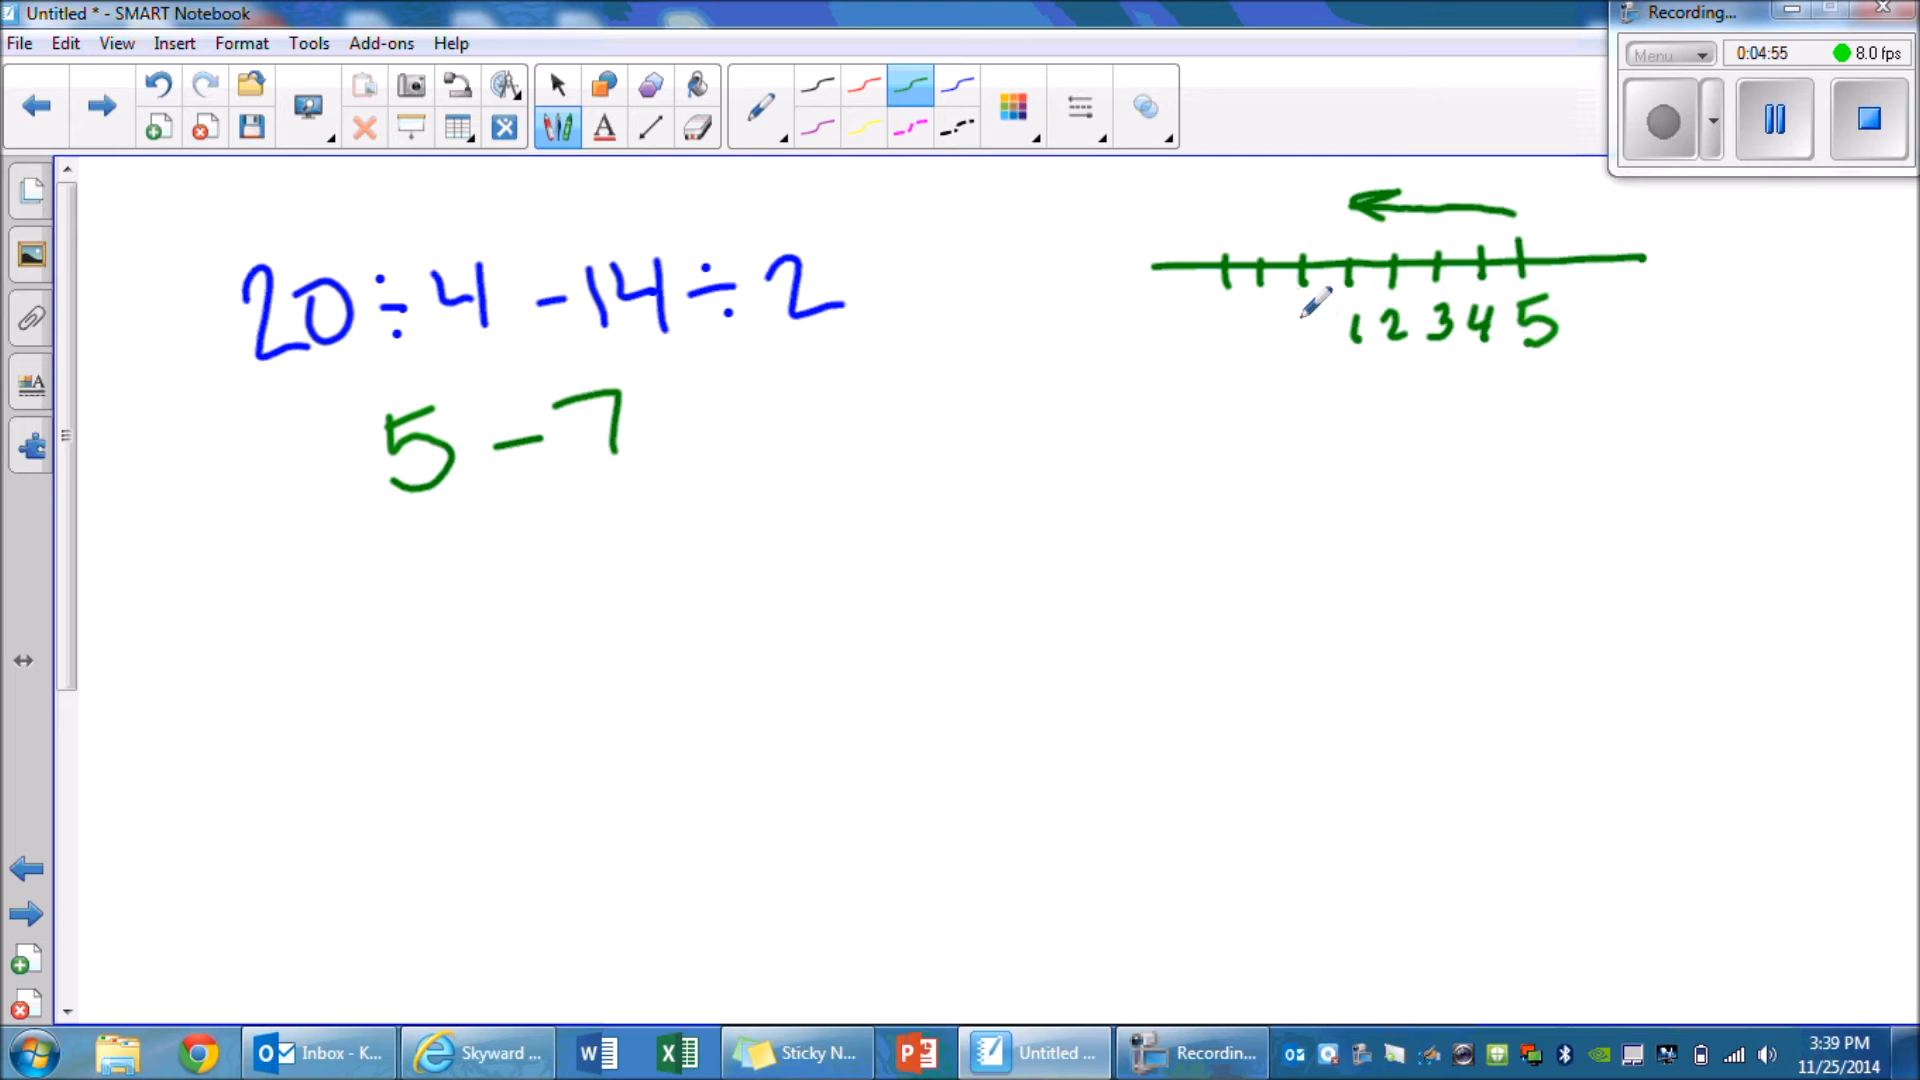 Untitled * - SMART Notebook
Recording...
File Edit View Insert Format Tools Add-ons Help
Menu 0:04:55 8.0 fps
20 ÷ 4 - 14 ÷ 2
1 2 3 4 5
5 - 7
Inbox - K... Skyward ... Sticky N... Untitled ... Recordin...
3:39 PM
11/25/2014